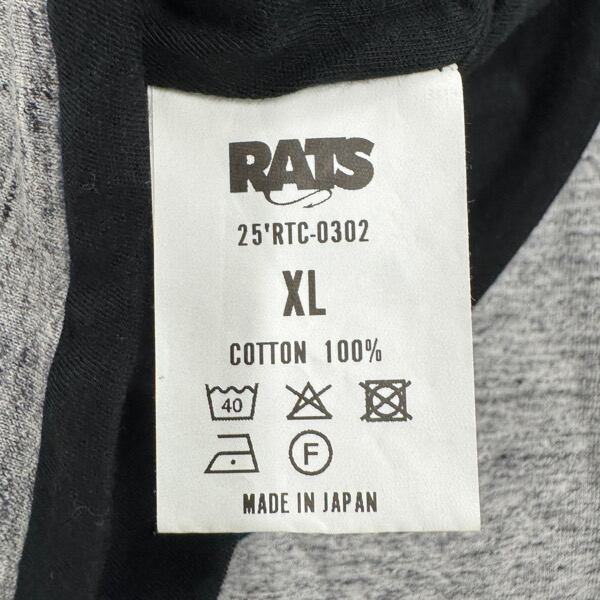 RATS
25'RTC-0302
XL
COTTON 100%
40
F
MADE IN JAPAN